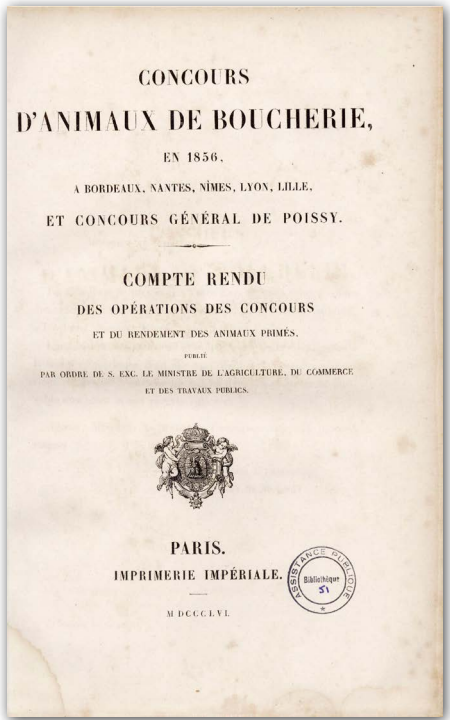 CONCOURS
D'ANIMAUX DE BOUCHERIE,
EN 1856,
A BORDEAUX, NANTES, NÎMES, LYON, LILLE,
ET CONCOURS GÉNÉRAL DE POISSY.
COMPTE RENDU
DES OPÉRATIONS DES CONCOURS
ET DU RENDEMENT DES ANIMAUX PRIMÉS,
PUBLIÉ
PAR ORDRE DE S. EXC. LE MINISTRE DE L'AGRICULTURE, DU COMMERCE
ET DES TRAVAUX PUBLICS.
PARIS.
IMPRIMERIE IMPÉRIALE.
M DCCC LVI.
ASSISTANCE PUBLIQUE
Bibliothèque
51